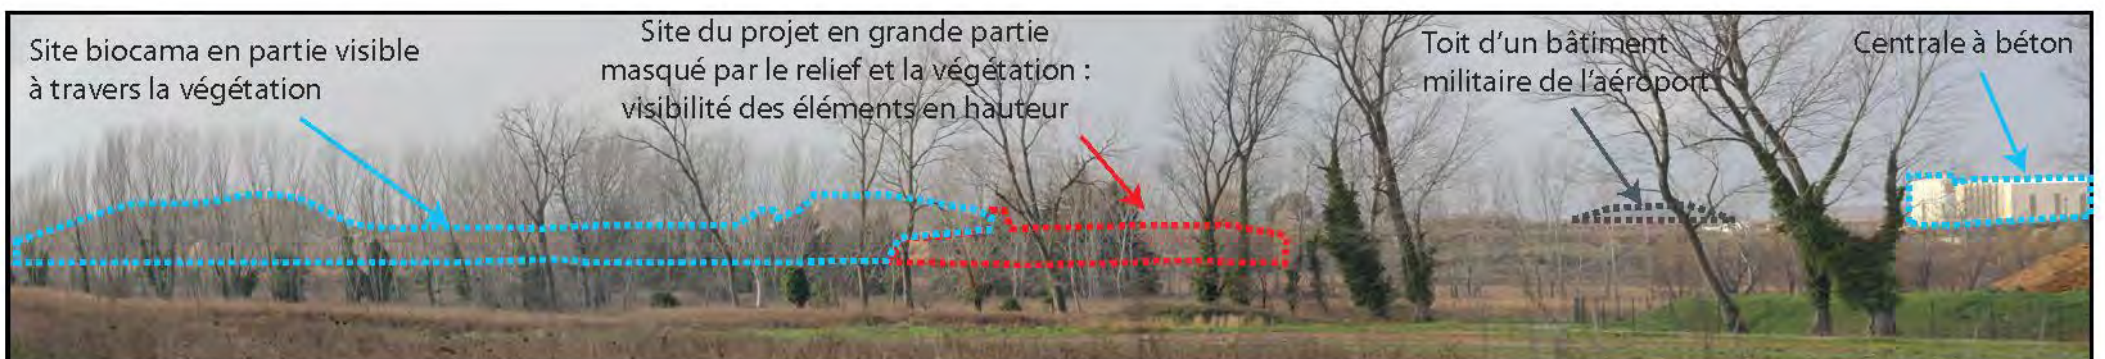 Site biocama en partie visible
à travers la végétation
Site du projet en grande partie
masqué par le relief et la végétation :
visibilité des éléments en hauteur
Toit d'un bâtiment
militaire de l'aéroport
Centrale à béton